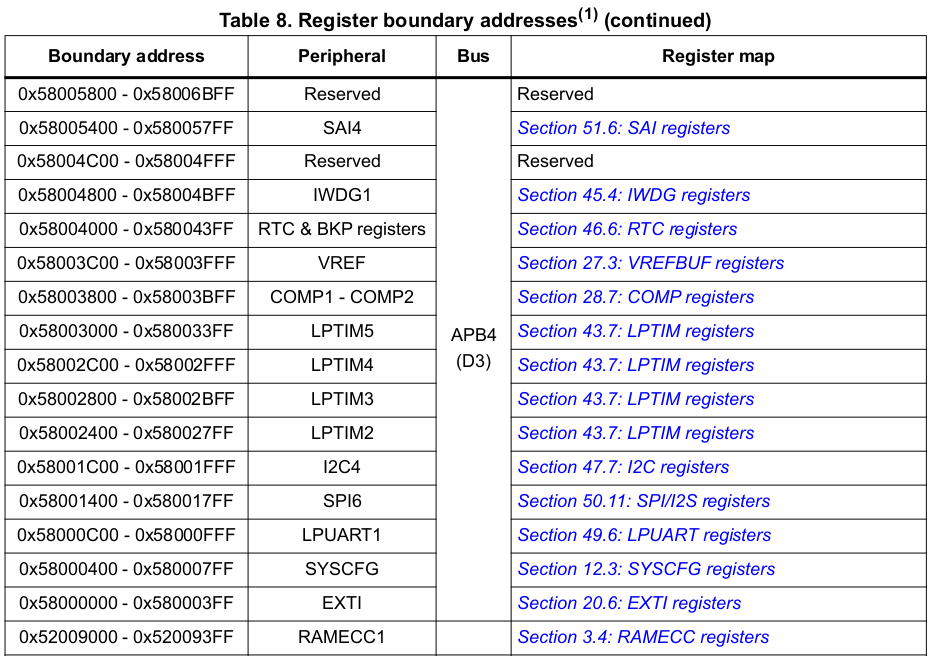 Table 8. Register boundary addresses(1) (continued)
Boundary address Peripheral Bus Register map
0x58005800 - 0x58006BFF Reserved Reserved
0x58005400 - 0x580057FF SAI4 Section 51.6: SAI registers
0x58004C00 - 0x58004FFF Reserved Reserved
0x58004800 - 0x58004BFF IWDG1 Section 45.4: IWDG registers
0x58004000 - 0x580043FF RTC & BKP registers Section 46.6: RTC registers
0x58003C00 - 0x58003FFF VREF Section 27.3: VREFBUF registers
0x58003800 - 0x58003BFF COMP1 - COMP2 Section 28.7: COMP registers
0x58003000 - 0x580033FF LPTIM5 APB4 Section 43.7: LPTIM registers
0x58002C00 - 0x58002FFF LPTIM4 (D3) Section 43.7: LPTIM registers
0x58002800 - 0x58002BFF LPTIM3 Section 43.7: LPTIM registers
0x58002400 - 0x580027FF LPTIM2 Section 43.7: LPTIM registers
0x58001C00 - 0x58001FFF I2C4 Section 47.7: I2C registers
0x58001400 - 0x580017FF SPI6 Section 50.11: SPI/I2S registers
0x58000C00 - 0x58000FFF LPUART1 Section 49.6: LPUART registers
0x58000400 - 0x580007FF SYSCFG Section 12.3: SYSCFG registers
0x58000000 - 0x580003FF EXTI Section 20.6: EXTI registers
0x52009000 - 0x520093FF RAMECC1 Section 3.4: RAMECC registers